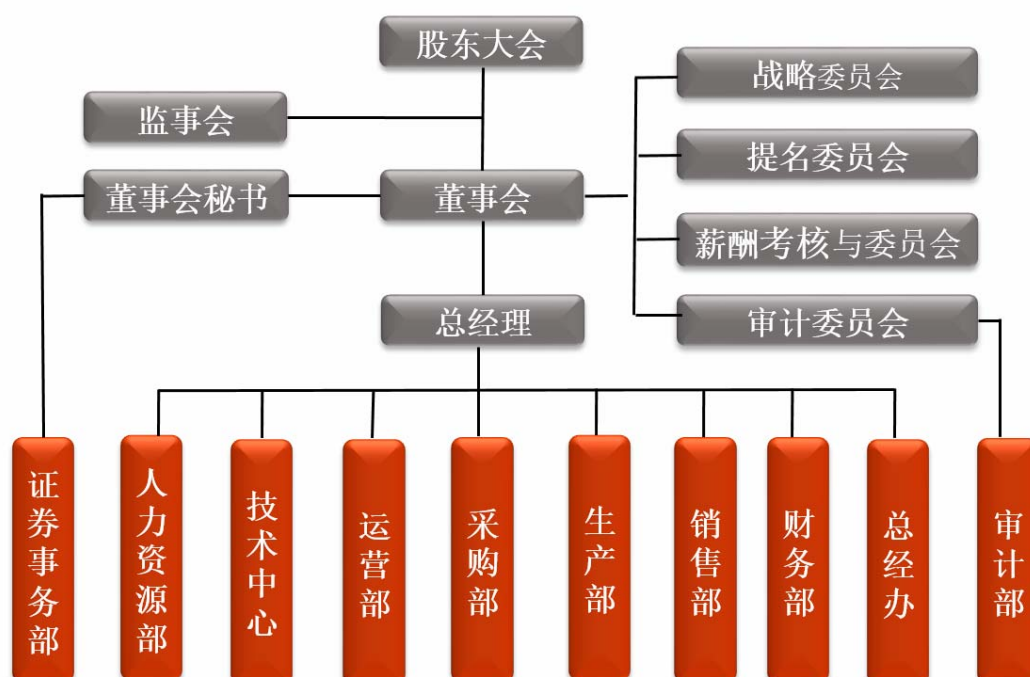 股东大会
战略委员会
监事会
提名委员会
董事会秘书
董事会
薪酬考核与委员会
总经理
审计委员会
证券事务部
人力资源部
技术中心
运营部
采购部
生产部
销售部
财务部
总经办
审计部